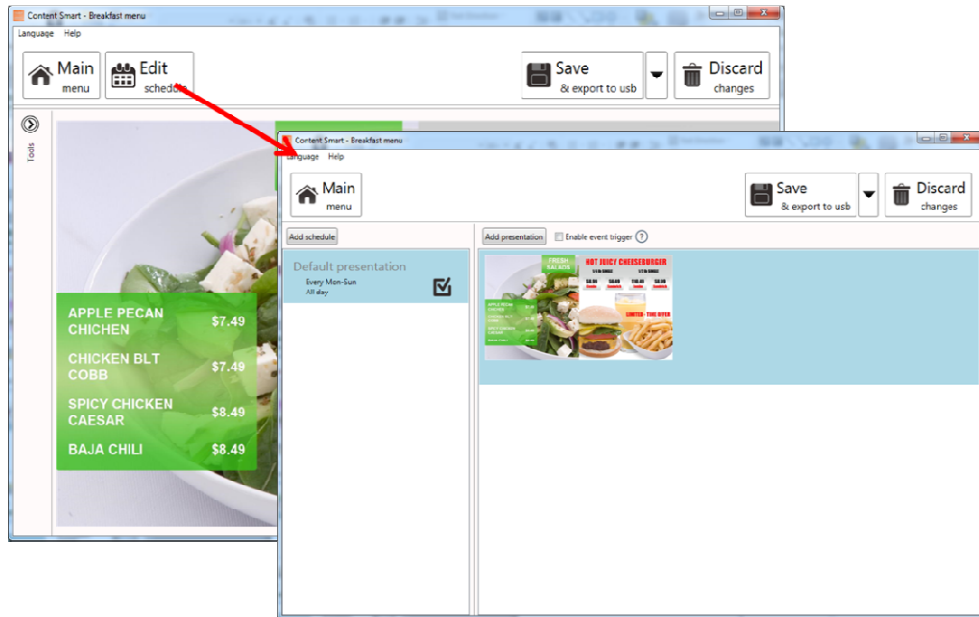 Content Smart - Breakfast menu
Language Help
Main
menu
Edit
schedule
Save
& export to usb
Discard
changes
Tools
APPLE PECAN
CHICHEN
$7.49
CHICKEN BLT
COBB
$7.49
SPICY CHICKEN
CAESAR
$8.49
BAJA CHILI
$8.49
Content Smart - Breakfast menu
Language Help
Main
menu
Save
& export to usb
Discard
changes
Add schedule
Add presentation
Enable event trigger ?
Default presentation
Every Mon-Sun
All day
FRESH
SALADS
HOT JUICY CHEESEBURGER
LIMITED - TIME OFFER